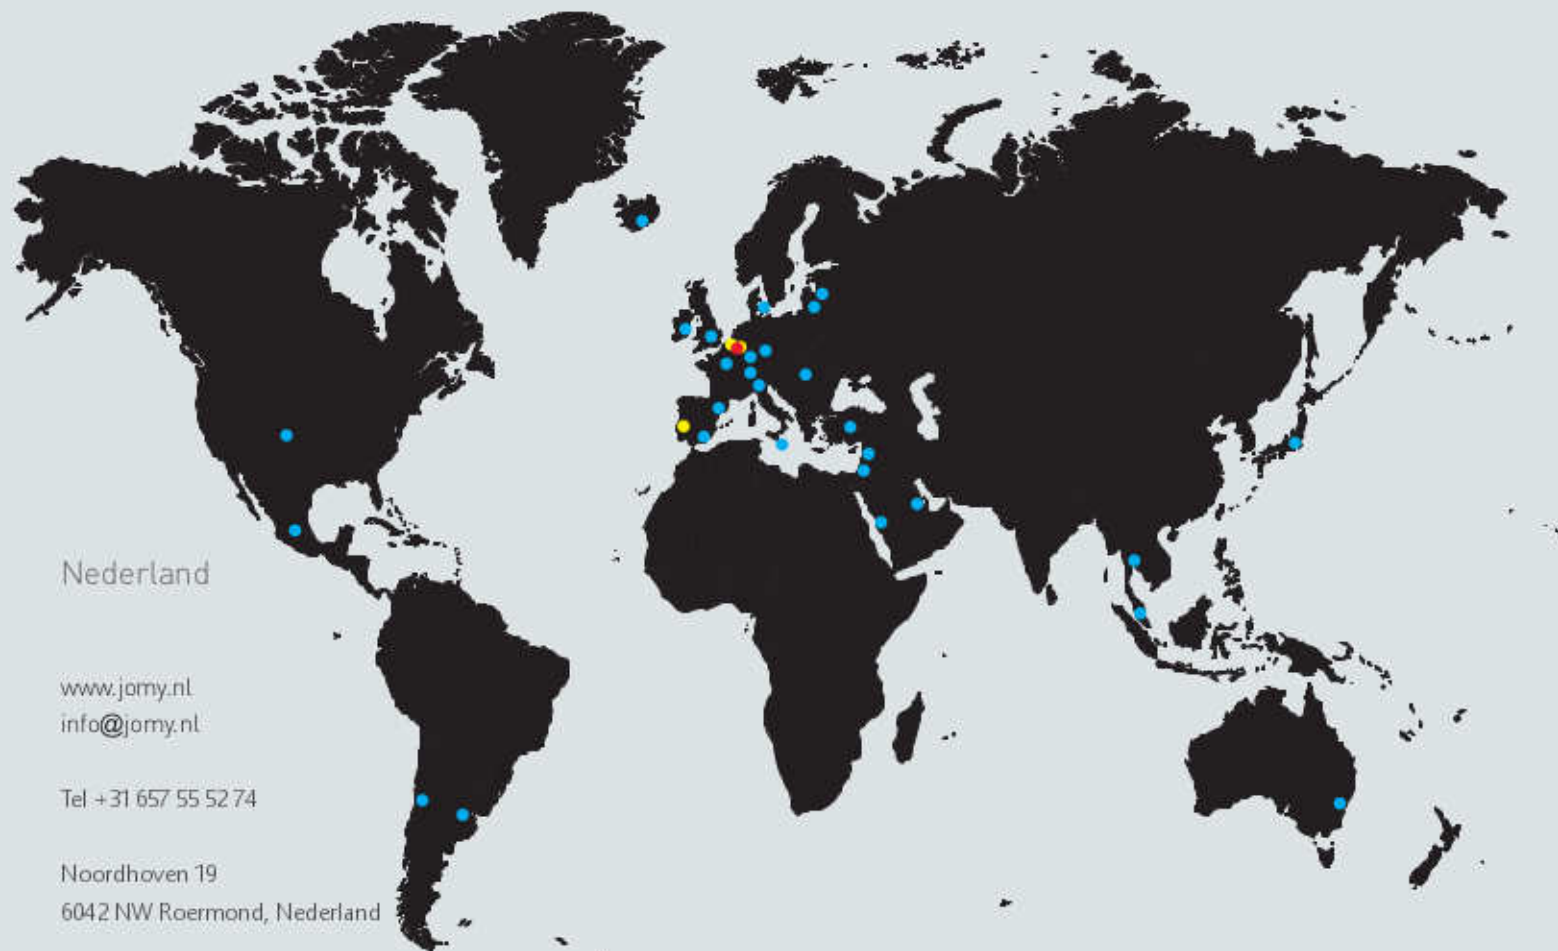 Nederland
www.jomy.nl
info@jomy.nl
Tel +31 657 55 52 74
Noordhoven 19
6042 NW Roermond, Nederland